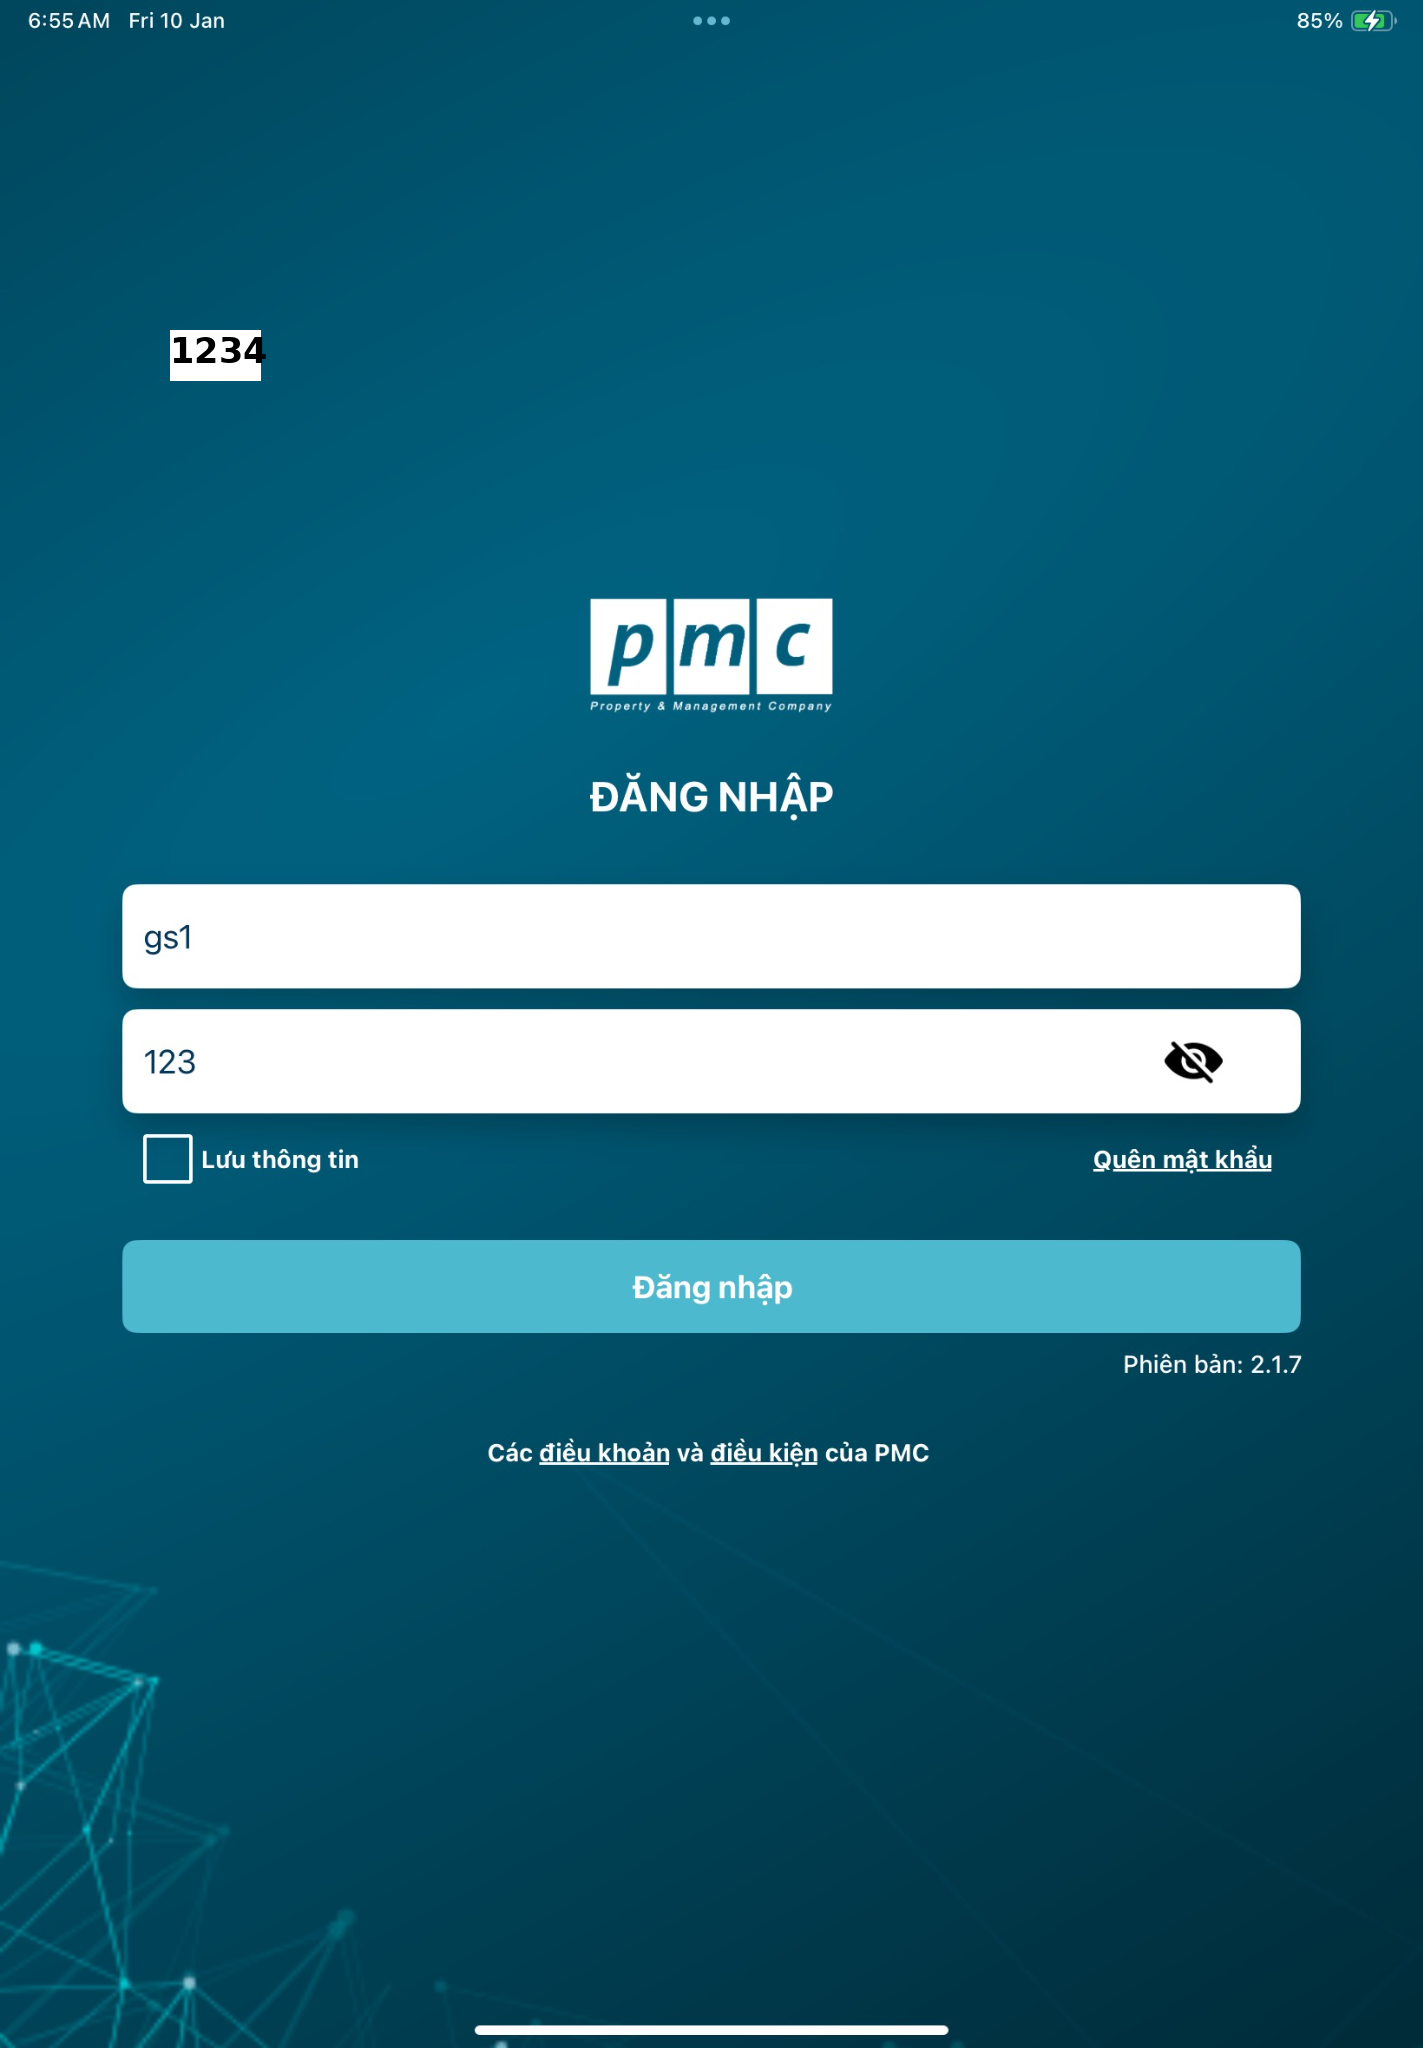 6:55 AM Fri 10 Jan
85%
1234
pmc
Property & Management Company
ĐĂNG NHẬP
gs1
123
Lưu thông tin
Quên mật khẩu
Đăng nhập
Phiên bản: 2.1.7
Các điều khoản và điều kiện của PMC